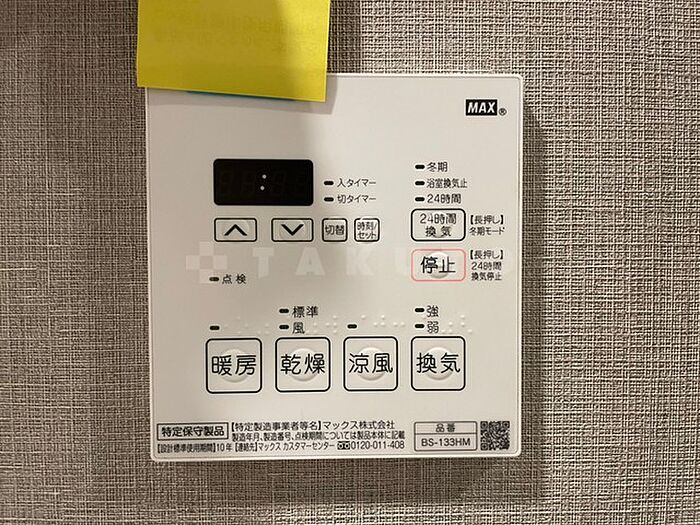 MAX®
冬期
浴室換気止
24時間
入タイマー
切タイマー
切替
時刻/セット
24時間
換気
【長押し】
冬期モード
停止
【長押し】
24時間
換気停止
点検
標準
風
強
弱
暖房
乾燥
涼風
換気
特定保守製品
【特定製造事業者等名】マックス株式会社
製造年月、製造番号、点検期間については製品本体に記載
【設計標準使用期間】10年【連絡先】マックス カスタマーセンター 0120-011-408
品番
BS-133HM